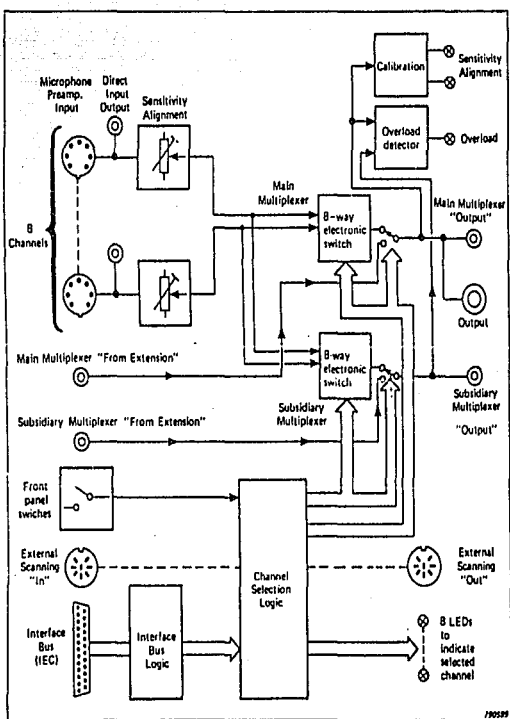 Microphone
Preamp.
Input
Direct
Input
Output
Sensitivity
Alignment
8
Channels
Main
Multiplexer
8-way
electronic
switch
Calibration
Sensitivity
Alignment
Overload
detector
Overload
Main Multiplexer
"Output"
Output
Main Multiplexer "From Extension"
8-way
electronic
switch
Subsidiary
Multiplexer
Subsidiary
Multiplexer
"Output"
Subsidiary Multiplexer "From Extension"
Front
panel
swiches
External
Scanning
"In"
Channel
Selection
Logic
External
Scanning
"Out"
Interface
Bus
(IEC)
Interface
Bus
Logic
8 LEDs
to
indicate
selected
channel
790589